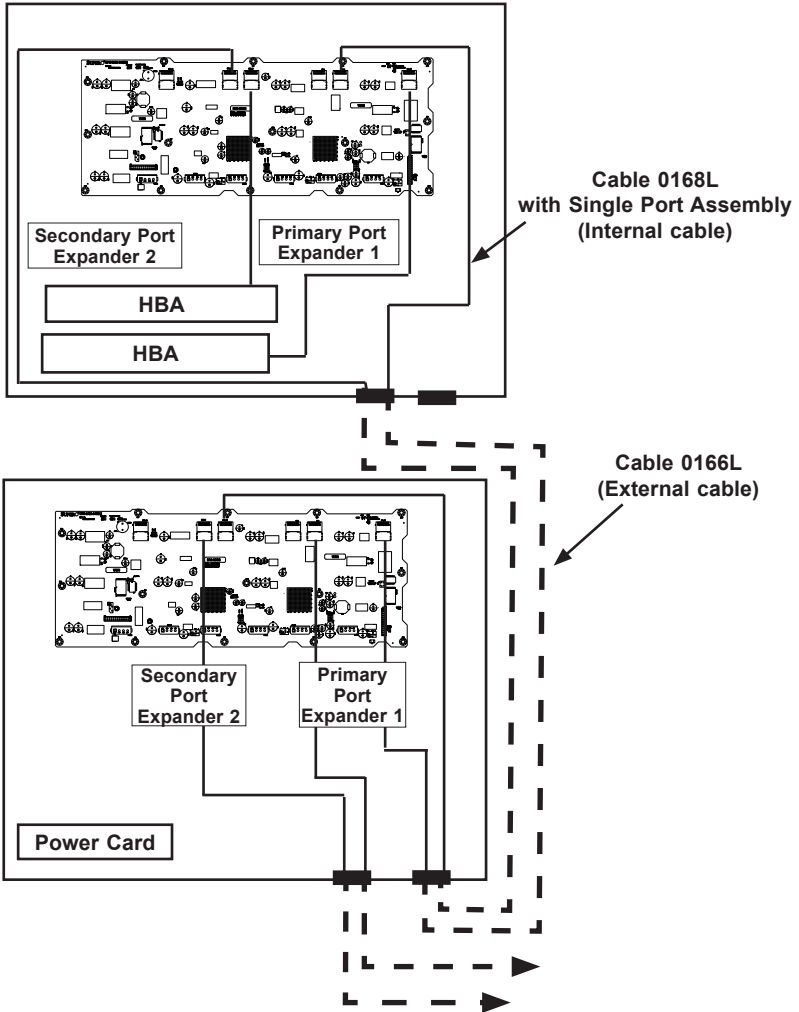 Cable 0168L
with Single Port Assembly
(Internal cable)
Secondary Port
Expander 2
Primary Port
Expander 1
HBA
HBA
Cable 0166L
(External cable)
Secondary
Port
Expander 2
Primary
Port
Expander 1
Power Card